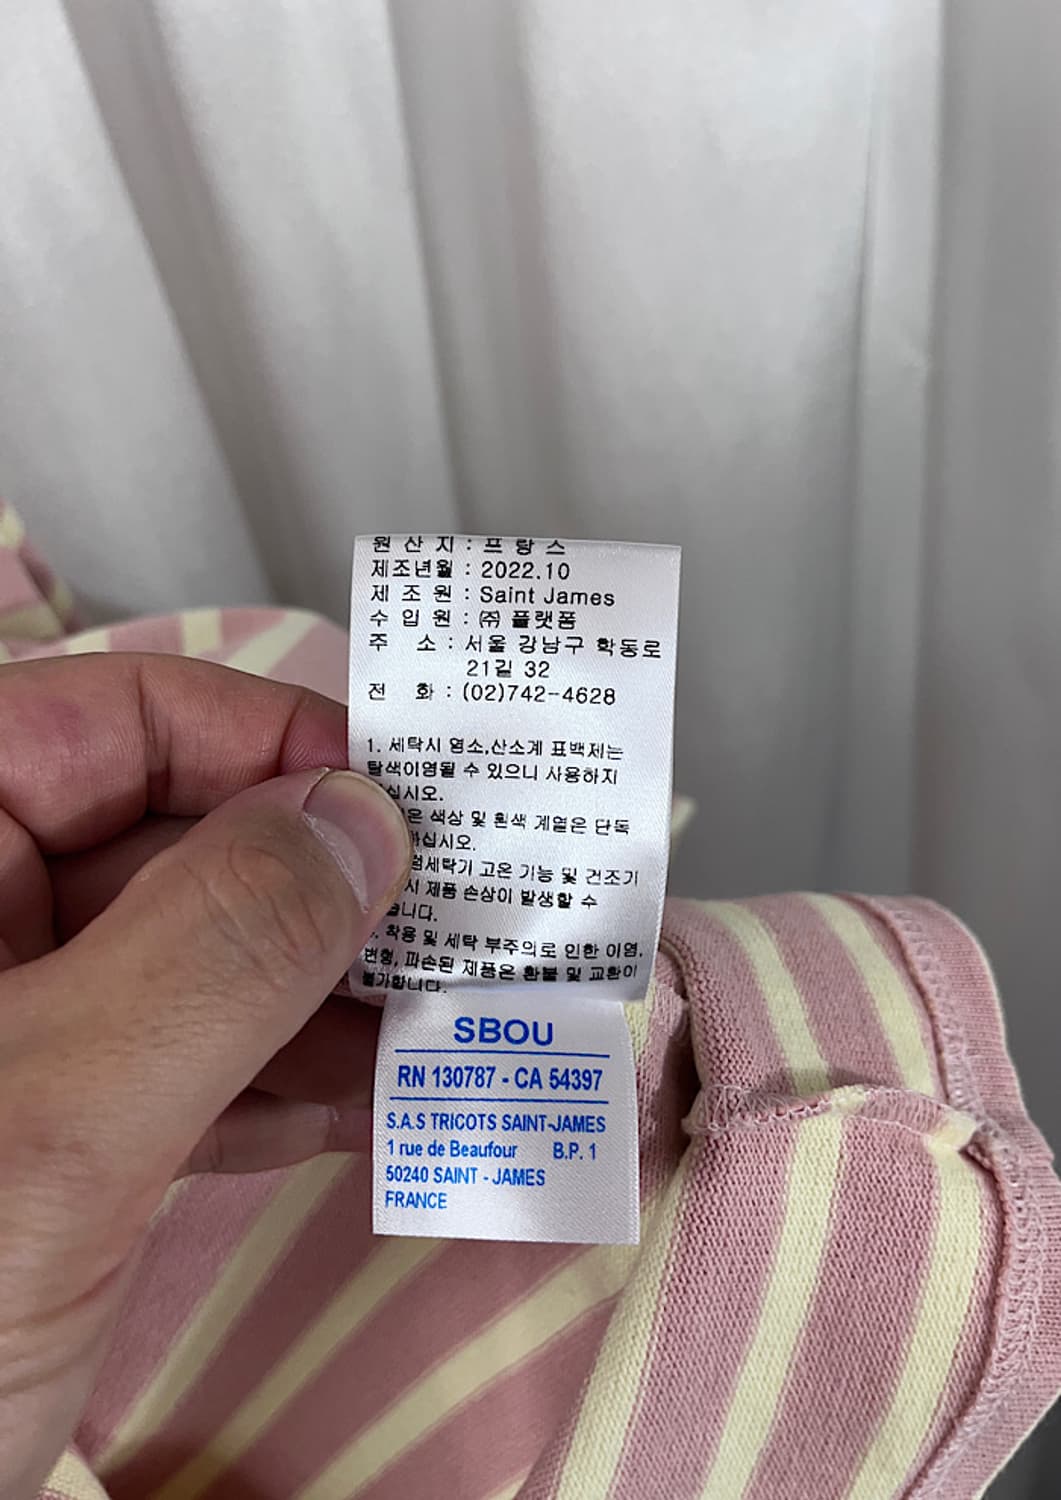 원 산 지 : 프 랑 스
제조년월 : 2022.10
제 조 원 : Saint James
수 입 원 : ㈜ 플랫폼
주 소 : 서울 강남구 학동로
21길 32
전 화 : (02)742-4628
1. 세탁시 염소,산소계 표백제는
탈색이염될 수 있으니 사용하지
십시오.
은 색상 및 흰색 계열은 단독
하십시오.
럼세탁기 고온 기능 및 건조기
시 제품 손상이 발생할 수
습니다.
착용 및 세탁 부주의로 인한 이염,
변형, 파손된 제품은 환불 및 교환이
불가합니다.
SBOU
RN 130787 - CA 54397
S.A.S TRICOTS SAINT-JAMES
1 rue de Beaufour B.P. 1
50240 SAINT - JAMES
FRANCE